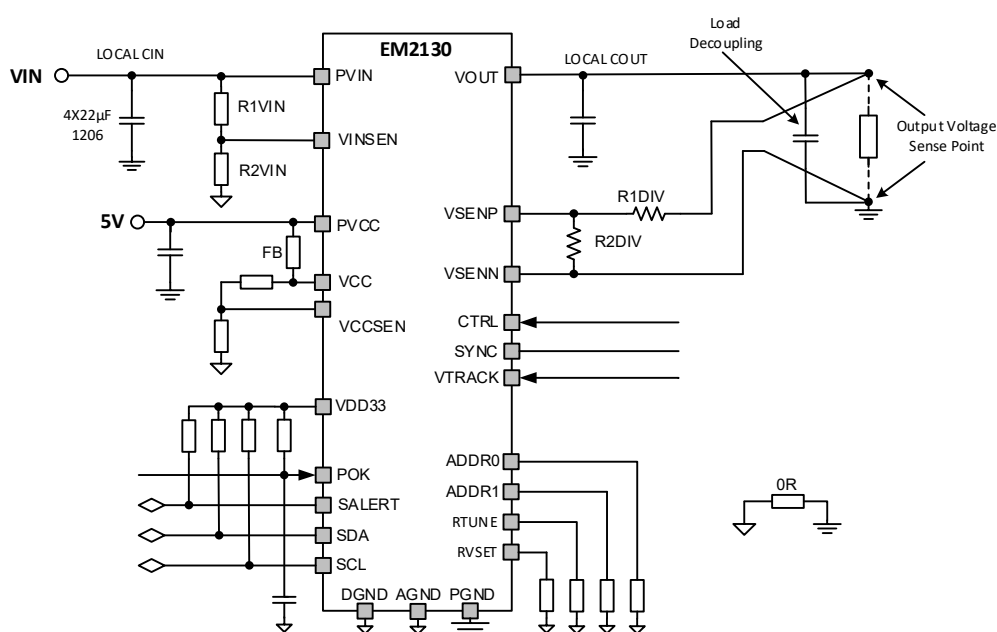 EM2130
LOCAL CIN
VIN
4X22µF
1206
R1VIN
R2VIN
PVIN
VINSEN
5V
FB
PVCC
VCC
VCCSEN
VDD33
POK
SALERT
SDA
SCL
DGND
AGND
PGND
VOUT
LOCAL COUT
Load
Decoupling
Output Voltage
Sense Point
VSENP
R1DIV
R2DIV
VSENN
CTRL
SYNC
VTRACK
ADDR0
ADDR1
RTUNE
RVSET
0R